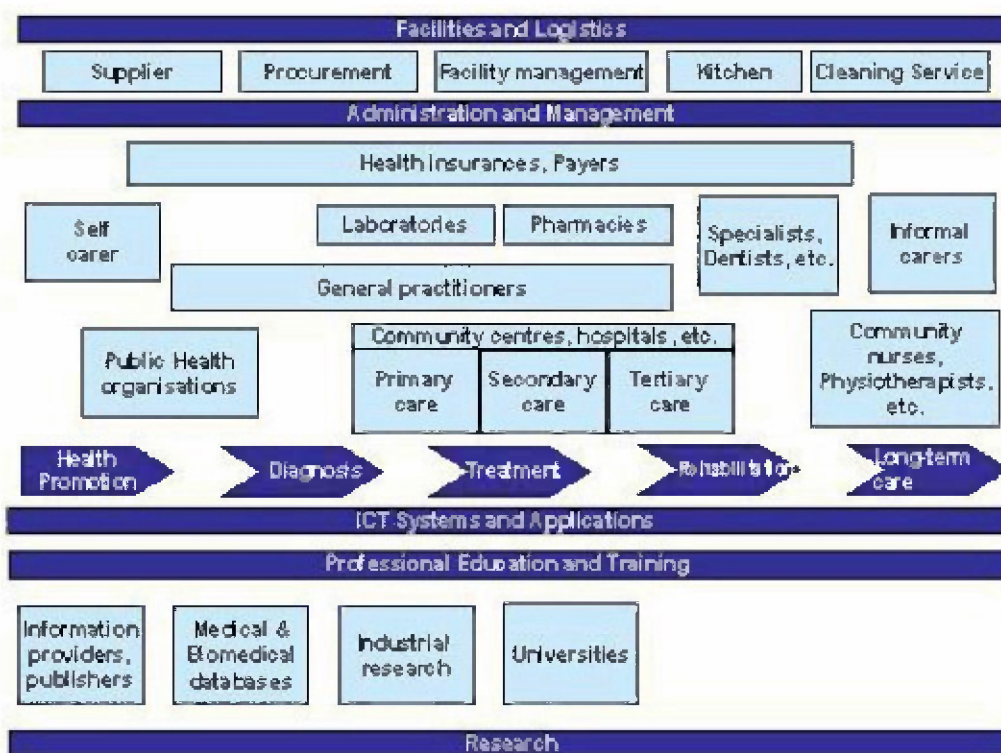 Facilities and Logistics
Supplier
Procurement
Facility management
Kitchen
Cleaning Service
Administration and Management
Health insurances, Payers
Self
carer
Laboratories
Pharmacies
Specialists,
Dentists, etc.
Informal
carers
General practitioners
Public Health
organisations
Community centres, hospitals, etc.
Primary
care
Secondary
care
Tertiary
care
Community
nurses,
Physiotherapists,
etc.
Health
Promotion
Diagnosis
Treatment
Rehabilitation
Long-term
care
ICT Systems and Applications
Professional Education and Training
Information
providers,
publishers
Medical &
Biomedical
databases
Industrial
research
Universities
Research